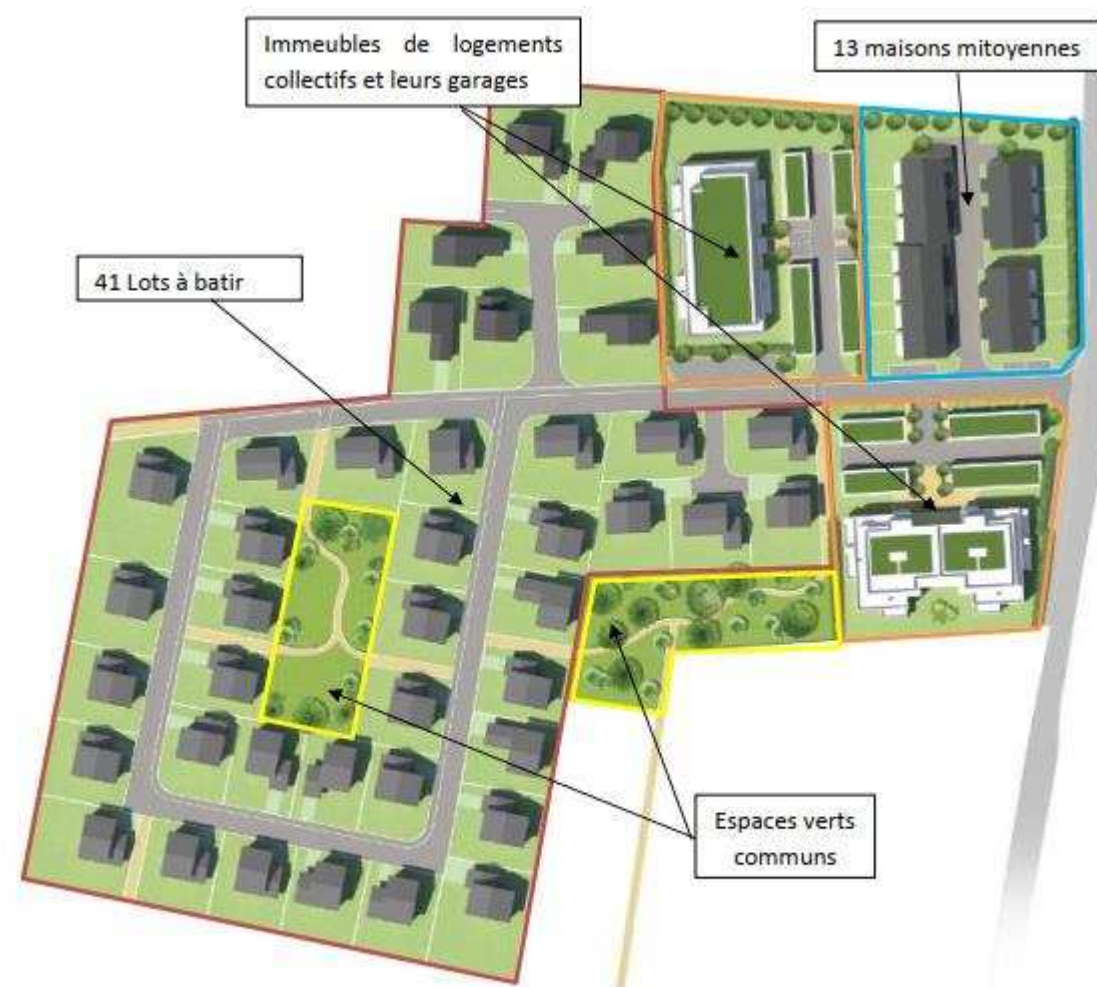 Immeubles de logements
collectifs et leurs garages
13 maisons mitoyennes
41 Lots à batir
Espaces verts
communs